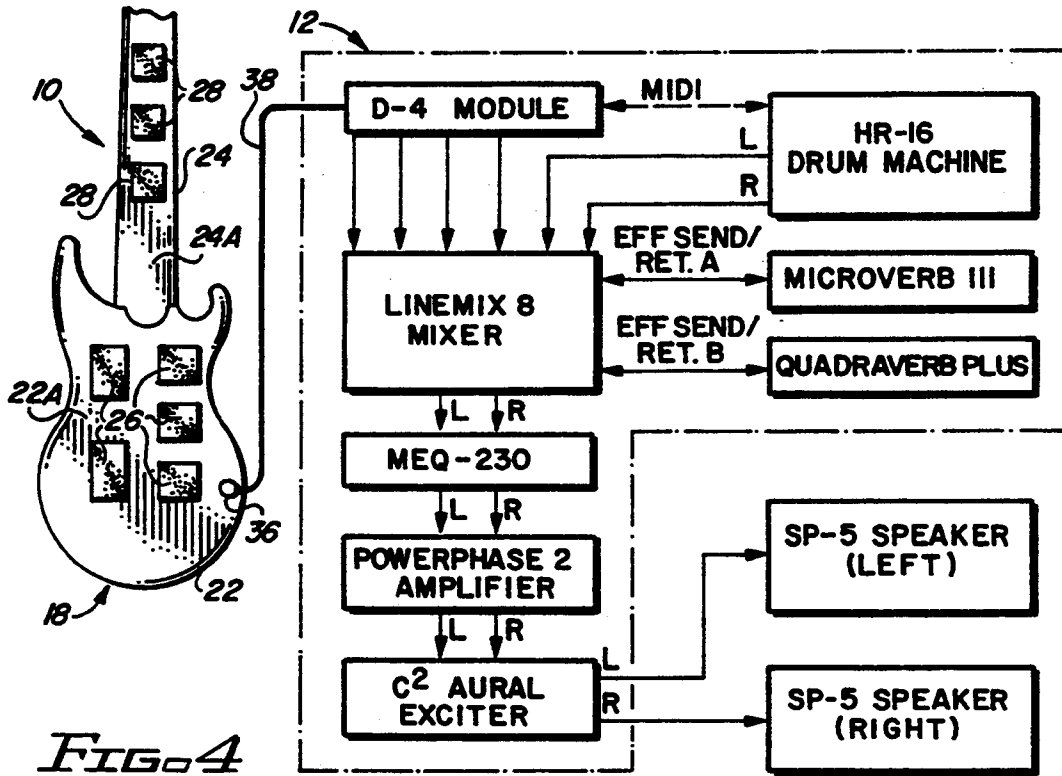 12
10
38
28
24
28
24A
22A
26
36
22
18
D-4 MODULE
MIDI
HR-16
DRUM MACHINE
L
R
EFF SEND/
RET. A
LINEMIX 8
MIXER
MICROVERB III
EFF SEND/
RET. B
QUADRAVERB PLUS
L R
MEQ-230
L R
POWERPHASE 2
AMPLIFIER
L R
C² AURAL
EXCITER
L
R
SP-5 SPEAKER
(LEFT)
SP-5 SPEAKER
(RIGHT)
FIG. 4